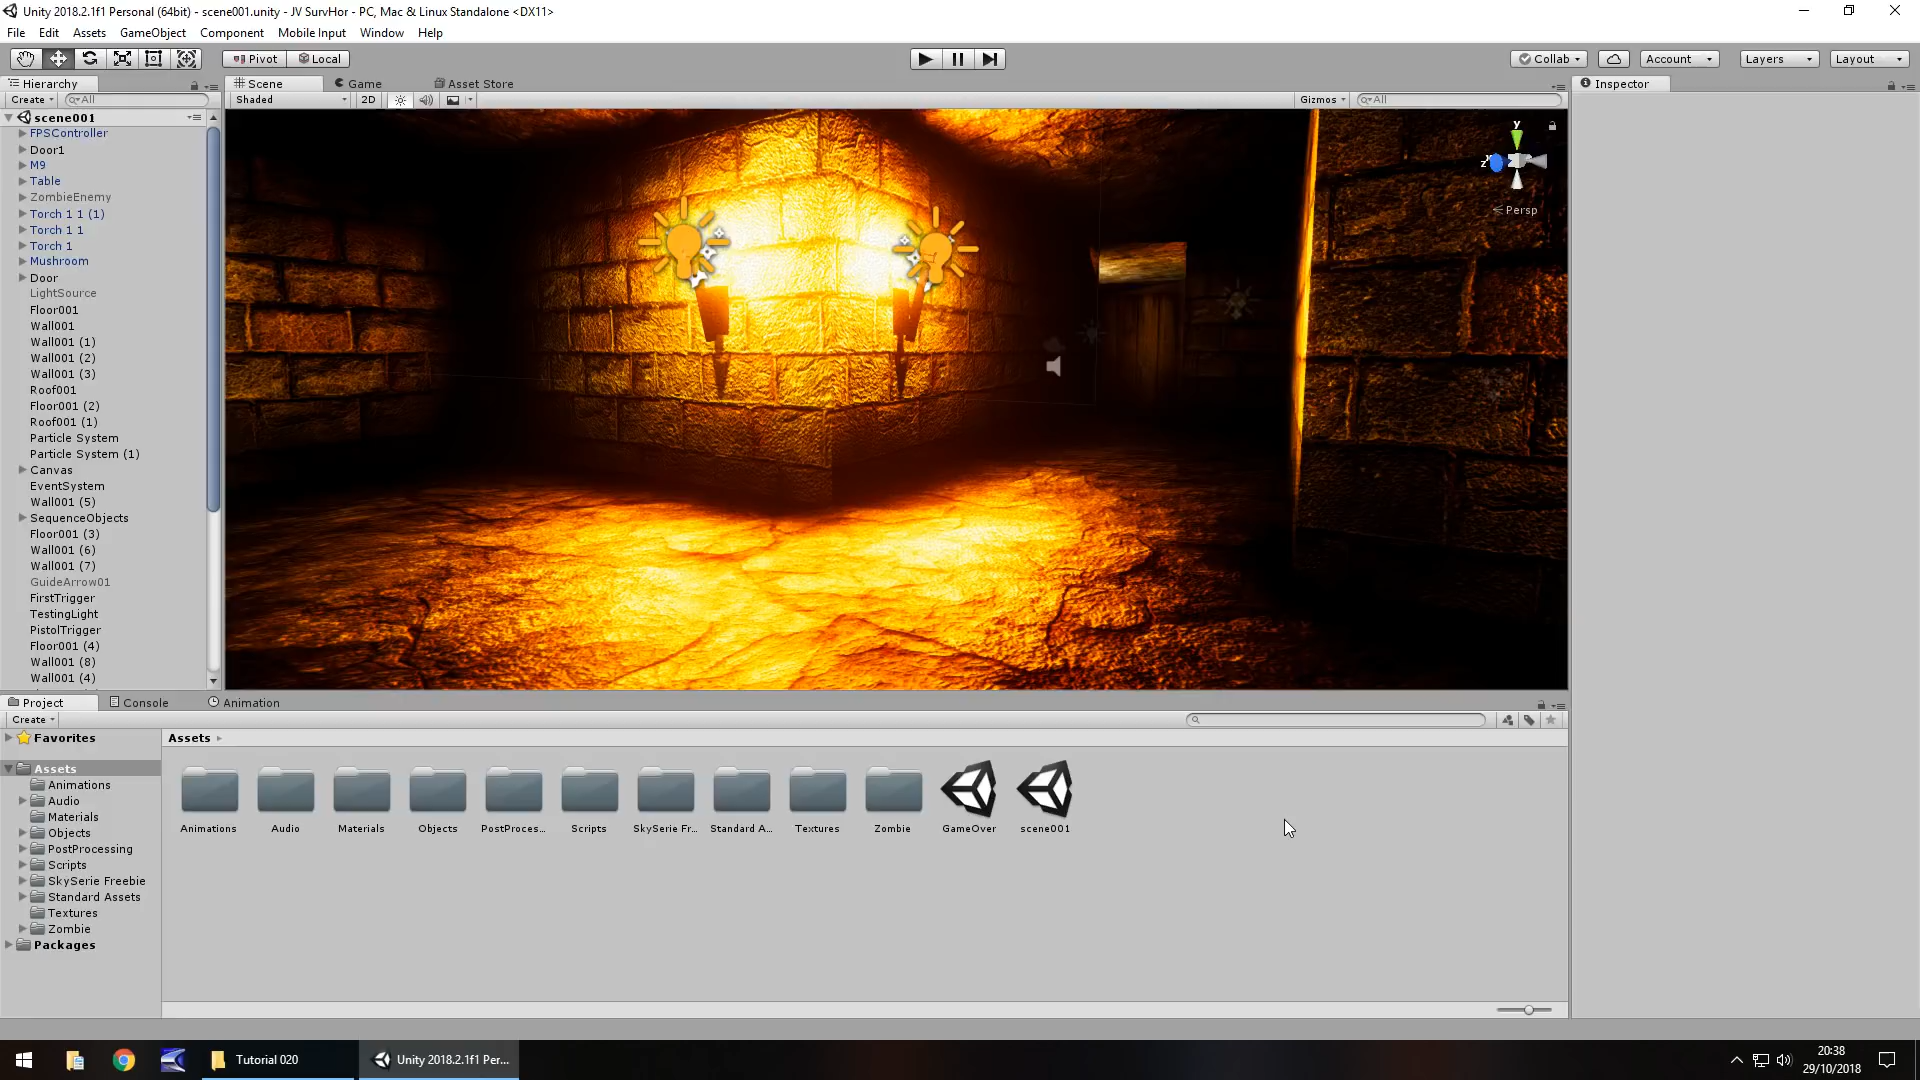 Unity 2018.2.1f1 Personal (64bit) - scene001.unity - JV SurvHor - PC, Mac & Linux Standalone <DX11>
File Edit Assets GameObject Component Mobile Input Window Help
Pivot Local Collab Account Layers Layout
Hierarchy Scene Game Asset Store Inspector
Create All Shaded 2D Gizmos All
scene001
FPSController
Door1
M9
Table
ZombieEnemy
Torch 1 1 (1)
Torch 1 1
Torch 1
Mushroom
Door
LightSource
Floor001
Wall001
Wall001 (1)
Wall001 (2)
Wall001 (3)
Roof001
Floor001 (2)
Roof001 (1)
Particle System
Particle System (1)
Canvas
EventSystem
Wall001 (5)
SequenceObjects
Floor001 (3)
Wall001 (6)
Wall001 (7)
GuideArrow01
FirstTrigger
TestingLight
PistolTrigger
Floor001 (4)
Wall001 (8)
Wall001 (4)
y
z
Persp
Project Console Animation
Create
Favorites
Assets
Animations
Audio
Materials
Objects
PostProcessing
Scripts
SkySerie Freebie
Standard Assets
Textures
Zombie
Packages
Assets
Animations Audio Materials Objects PostProces... Scripts SkySerie Fr... Standard A... Textures Zombie GameOver scene001
Tutorial 020 Unity 2018.2.1f1 Per...
20:38
29/10/2018